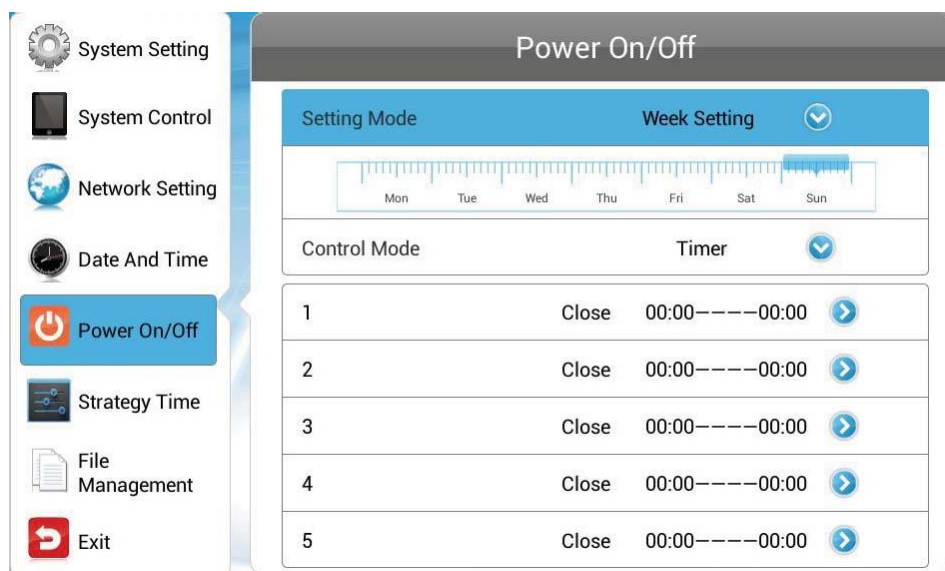 System Setting
System Control
Network Setting
Date And Time
Power On/Off
Strategy Time
File
Management
Exit
Power On/Off
Setting Mode Week Setting
Mon Tue Wed Thu Fri Sat Sun
Control Mode Timer
1 Close 00:00----00:00
2 Close 00:00----00:00
3 Close 00:00----00:00
4 Close 00:00----00:00
5 Close 00:00----00:00